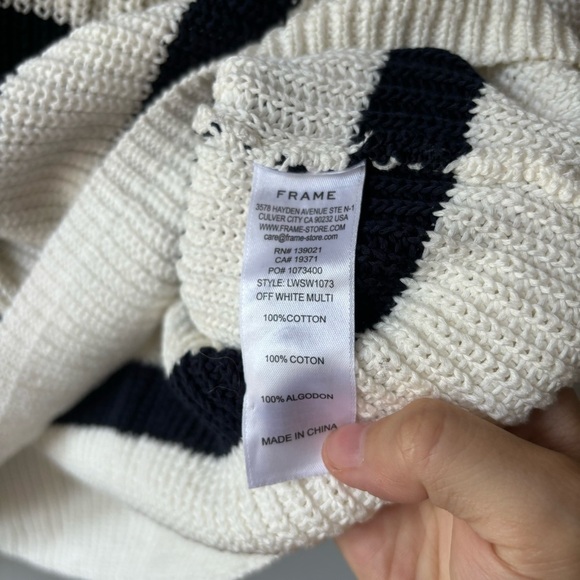 FRAME
3578 HAYDEN AVENUE STE N-1
CULVER CITY CA 90232 USA
WWW.FRAME-STORE.COM
care@frame-store.com
RN# 139021
CA# 19371
PO# 1073400
STYLE: LWSW1073
OFF WHITE MULTI
100%COTTON
100% COTON
100% ALGODON
MADE IN CHINA